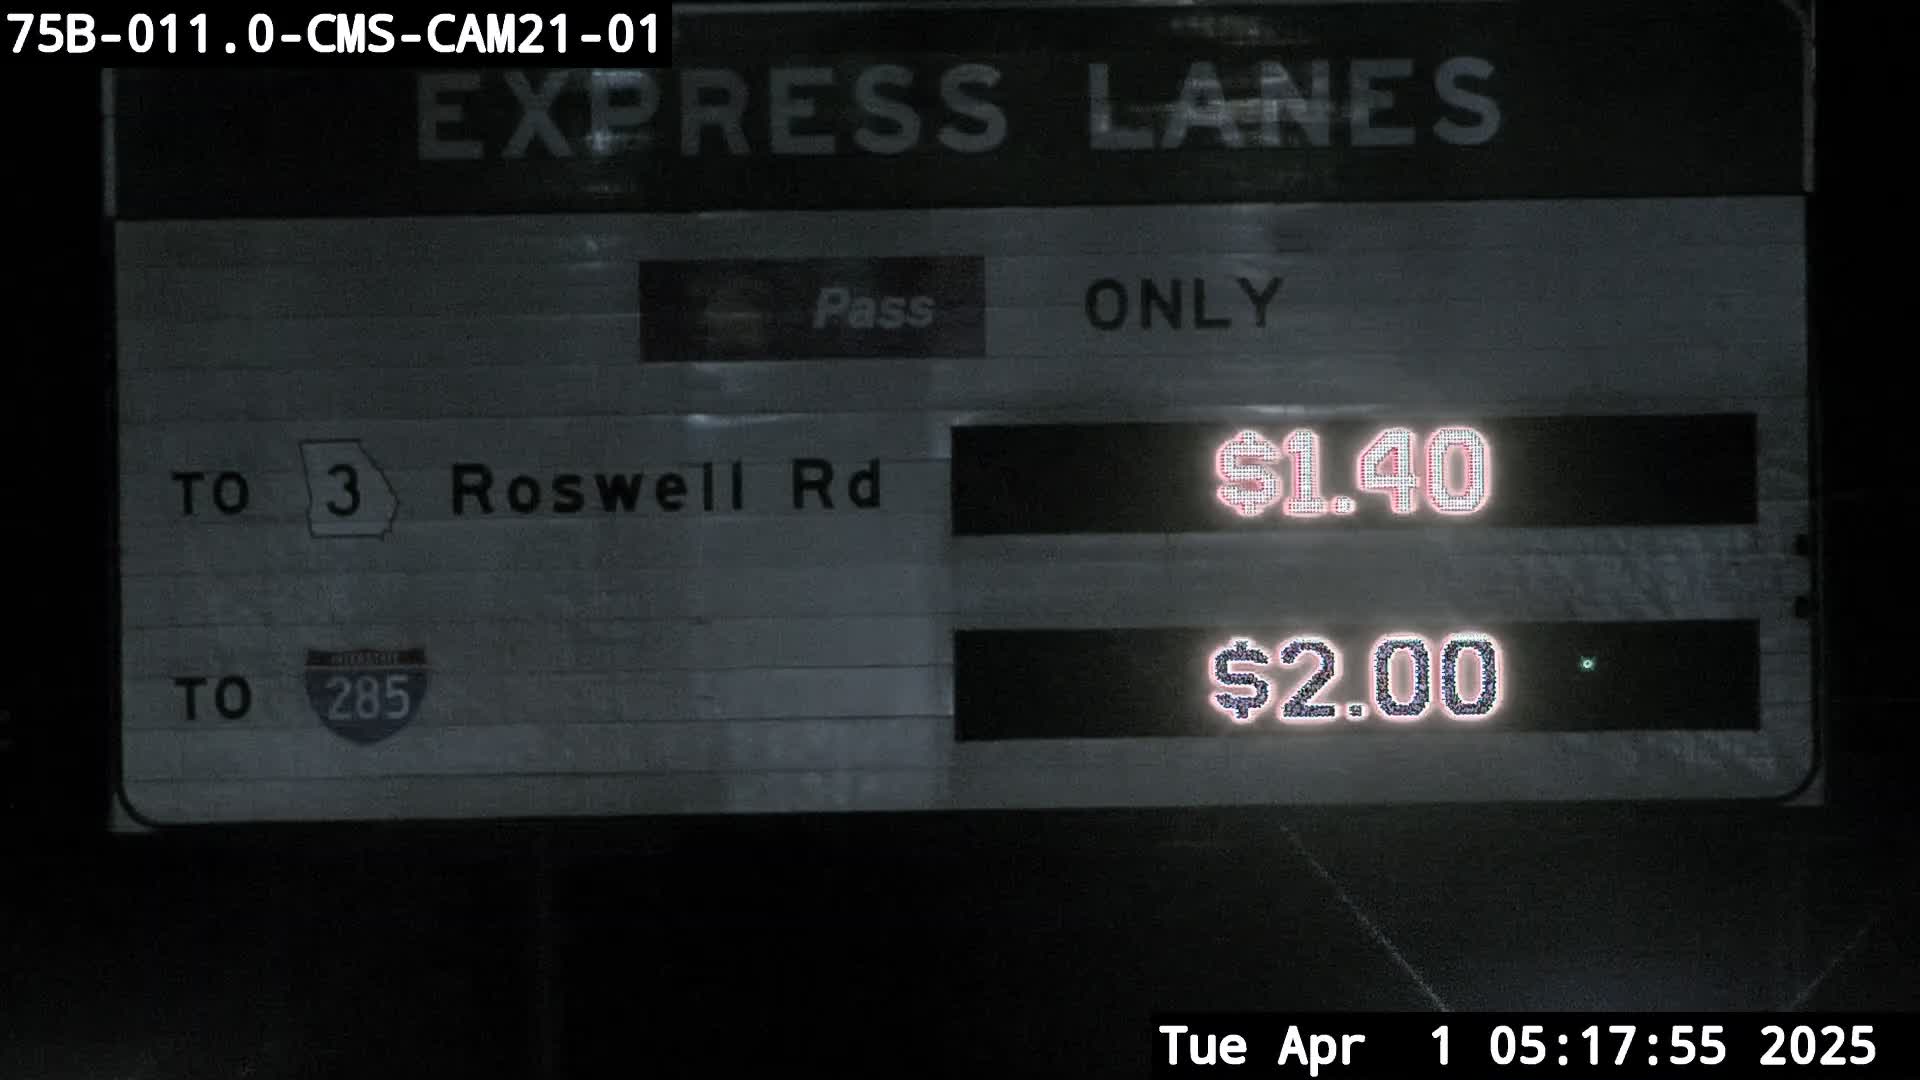 75B-011.0-CMS-CAM21-01
EXPRESS LANES
Pass ONLY
TO 3 Roswell Rd $1.40
INTERSTATE
TO 285 $2.00
Tue Apr 1 05:17:55 2025